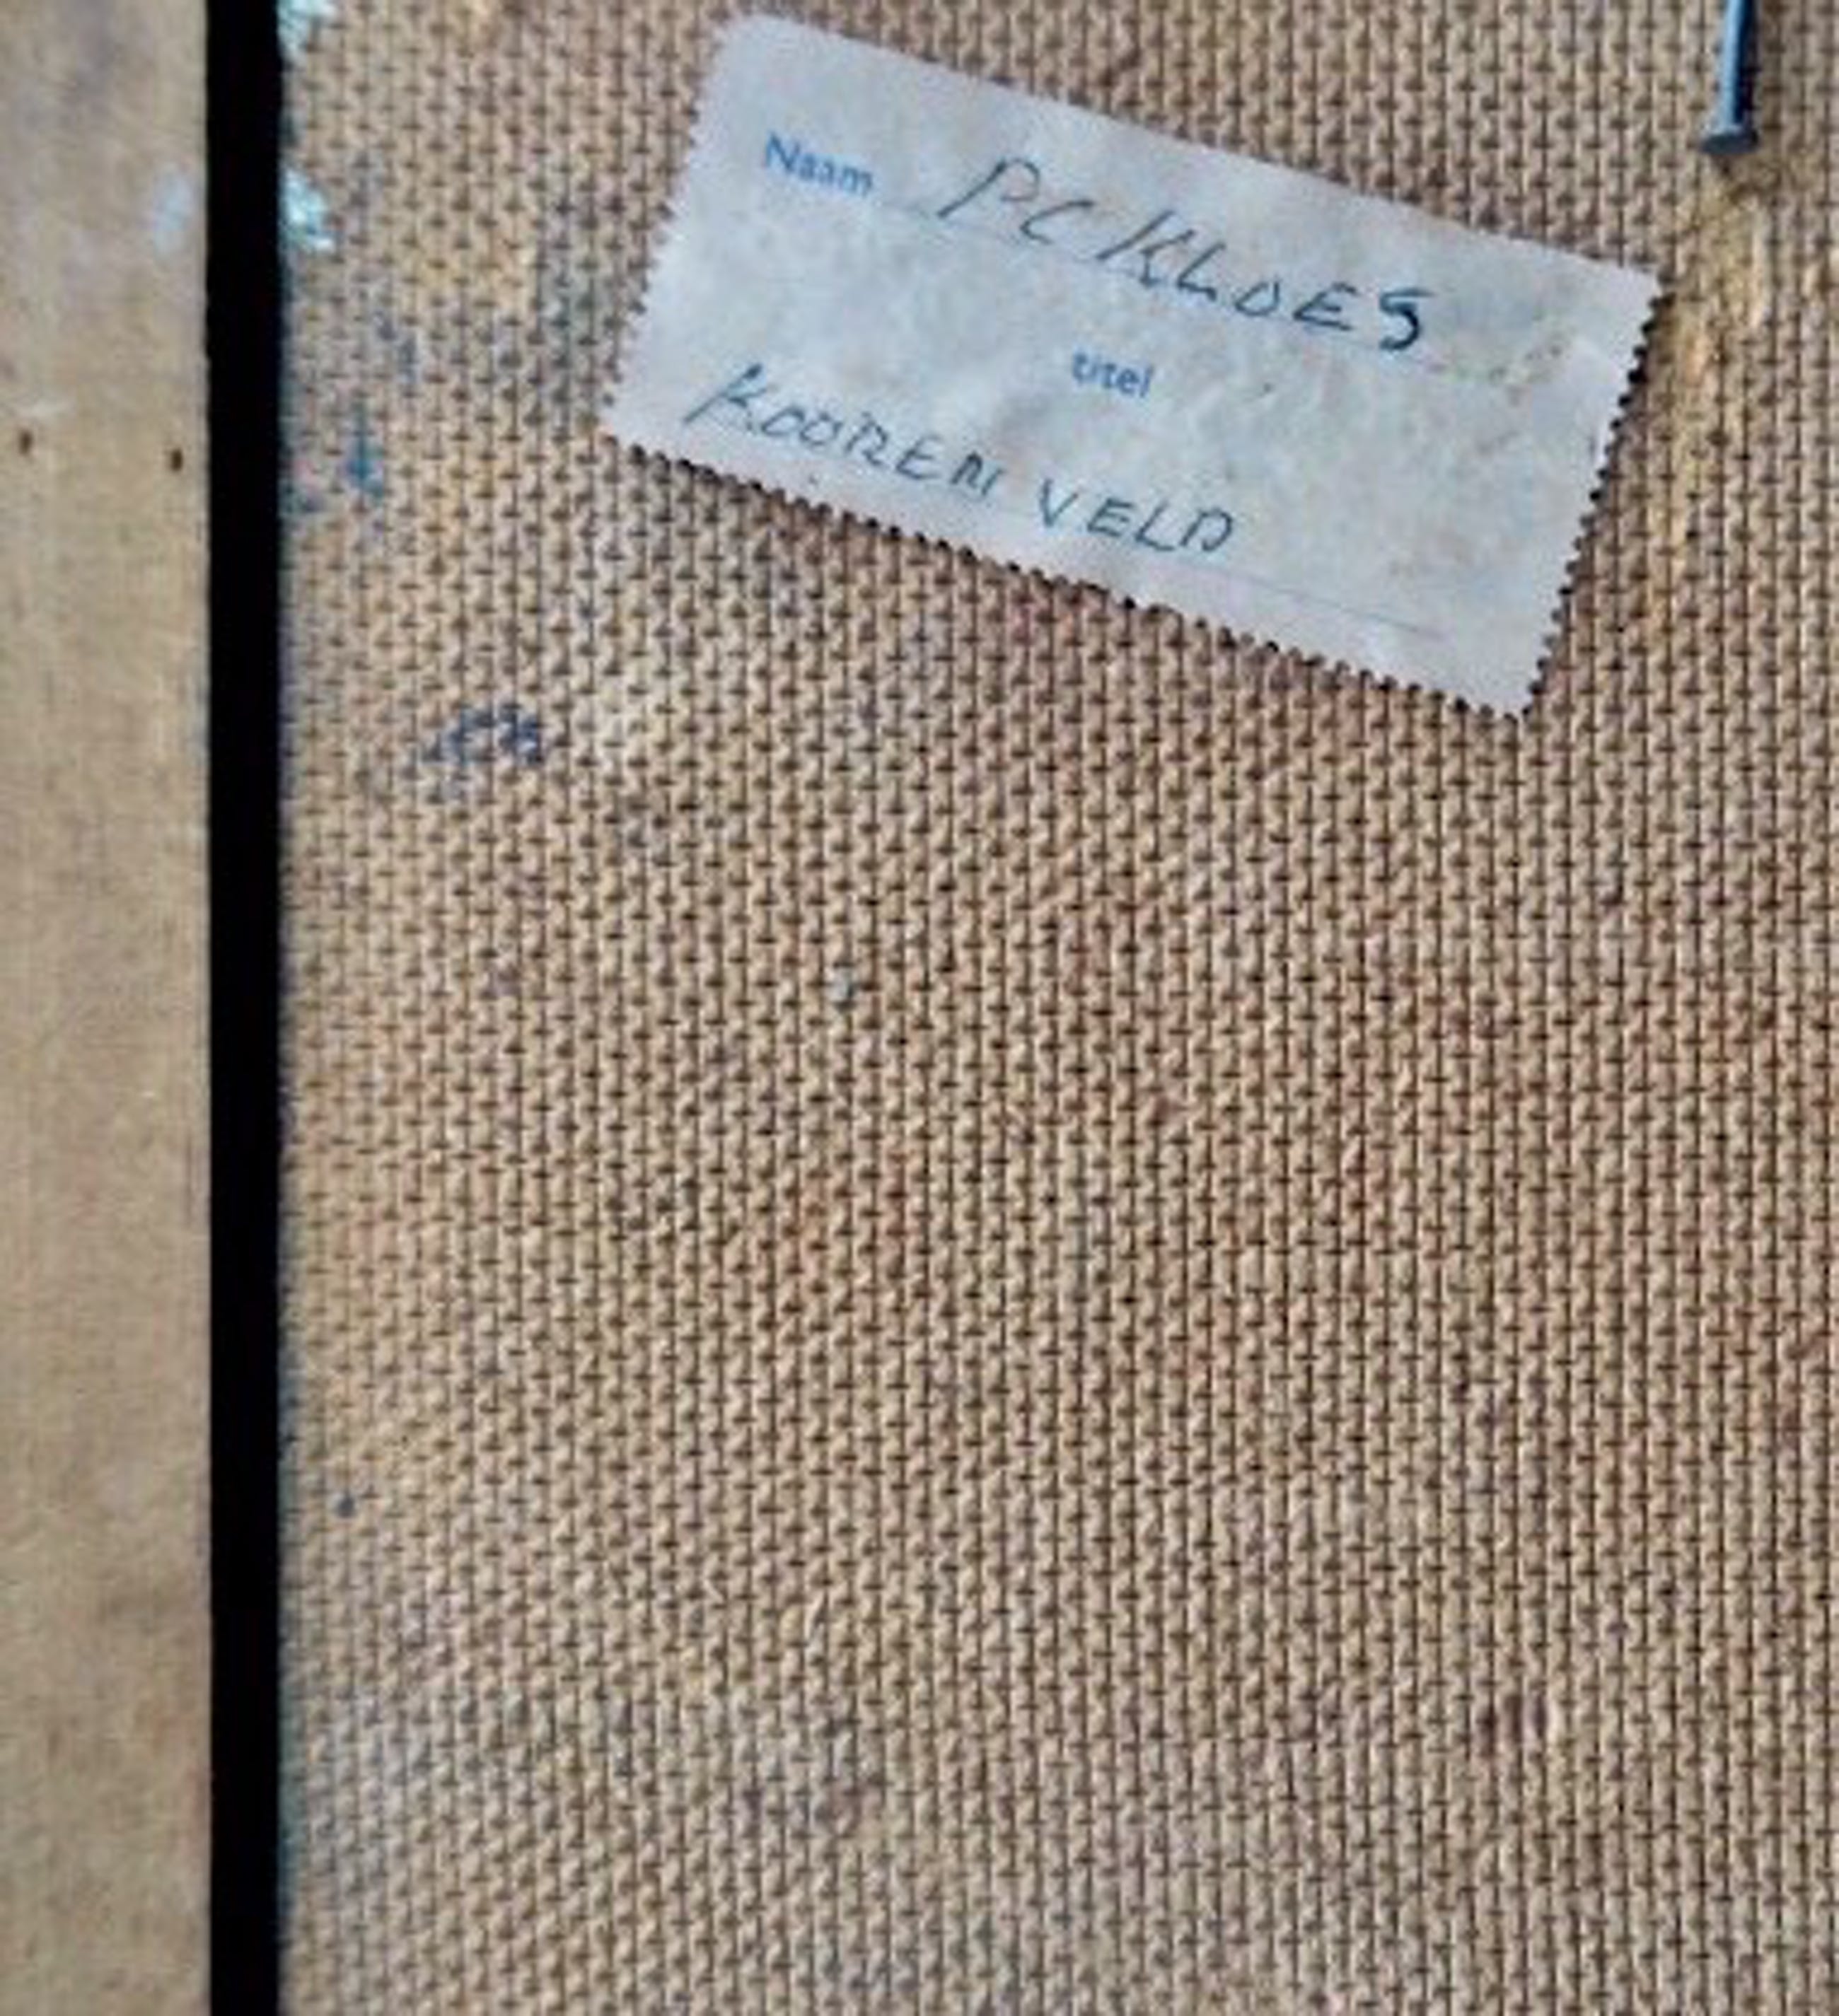 Naam PC KLOES
titel
KOOREN VELD